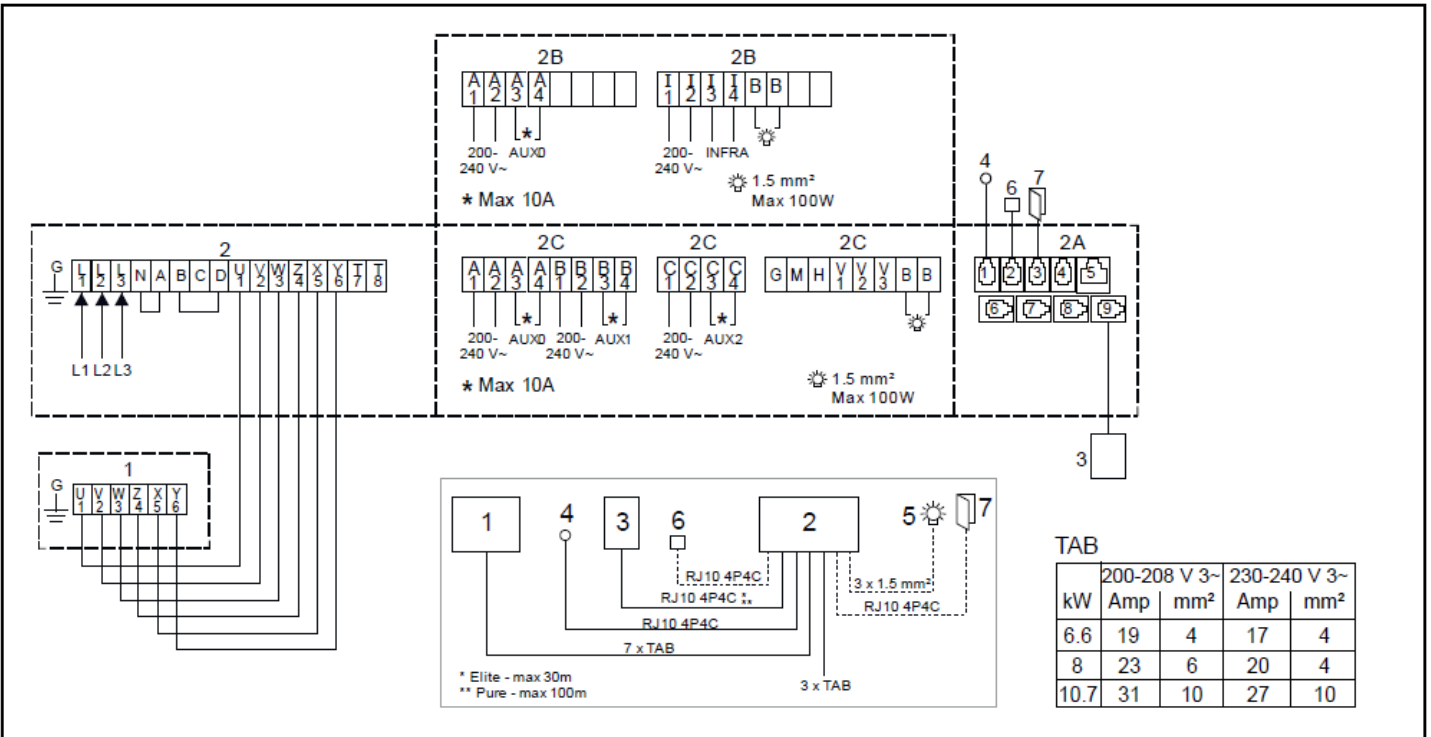 2B
A1 A2 A3 A4
*
200-240 V~ AUX0
* Max 10A
2B
I1 I2 I3 I4 B B
200-240 V~ INFRA
1.5 mm²
Max 100W
2
G L1 L2 L3 N A B C D U1 V2 W3 Z4 X5 Y6 T7 T8
L1 L2 L3
2C
A1 A2 A3 A4 B1 B2 B3 B4
* *
200-240 V~ AUX0 200-240 V~ AUX1
* Max 10A
2C
C1 C2 C3 C4
*
200-240 V~ AUX2
2C
G M H V1 V2 V3 B B
1.5 mm²
Max 100W
4
6
7
2A
1 2 3 4 5
6 7 8 9
3
1
G U1 V2 W3 Z4 X5 Y6
1 4 3 6 2 5 7
RJ10 4P4C
RJ10 4P4C * **
RJ10 4P4C
7 x TAB
3 x 1.5 mm²
RJ10 4P4C
3 x TAB
* Elite - max 30m
** Pure - max 100m
TAB
200-208 V 3~ 230-240 V 3~
kW Amp mm² Amp mm²
6.6 19 4 17 4
8 23 6 20 4
10.7 31 10 27 10